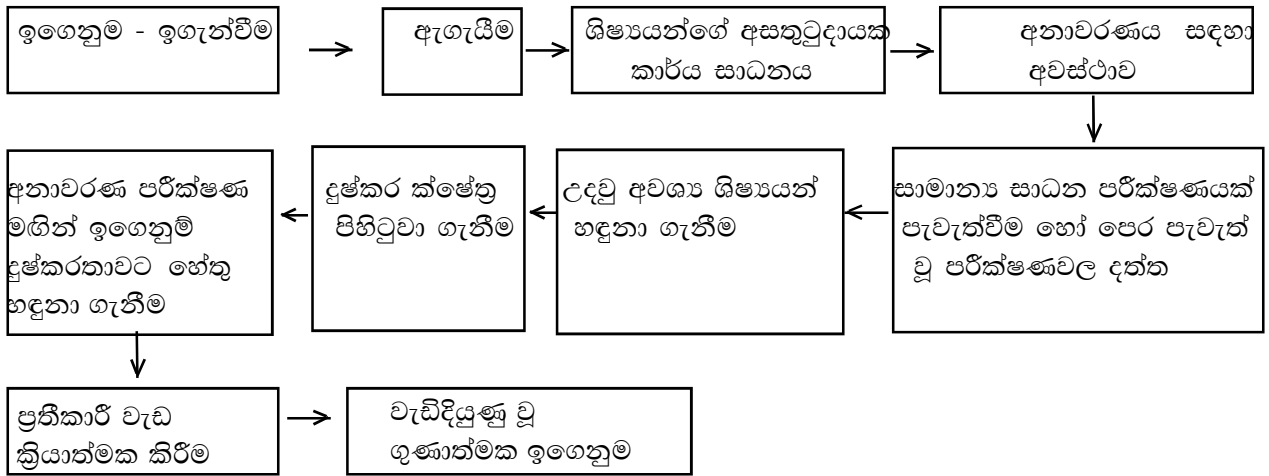 ඉගෙනුම - ඉගැන්වීම
ඇගැයීම
ශිෂ්‍යයන්ගේ අසතුටුදායක
කාර්ය සාධනය
අනාවරණය සඳහා
අවස්ථාව
සාමාන්‍ය සාධන පරීක්ෂණයක්
පැවැත්වීම හෝ පෙර පැවැත්
වූ පරීක්ෂණවල දත්ත
උදවු අවශ්‍ය ශිෂ්‍යයන්
හඳුනා ගැනීම
දුෂ්කර ක්ෂේත්‍ර
පිහිටුවා ගැනීම
අනාවරණ පරීක්ෂණ
මගින් ඉගෙනුම්
දුෂ්කරතාවට හේතු
හඳුනා ගැනීම
ප්‍රතිකාරී වැඩ
ක්‍රියාත්මක කිරීම
වැඩිදියුණු වූ
ගුණාත්මක ඉගෙනුම